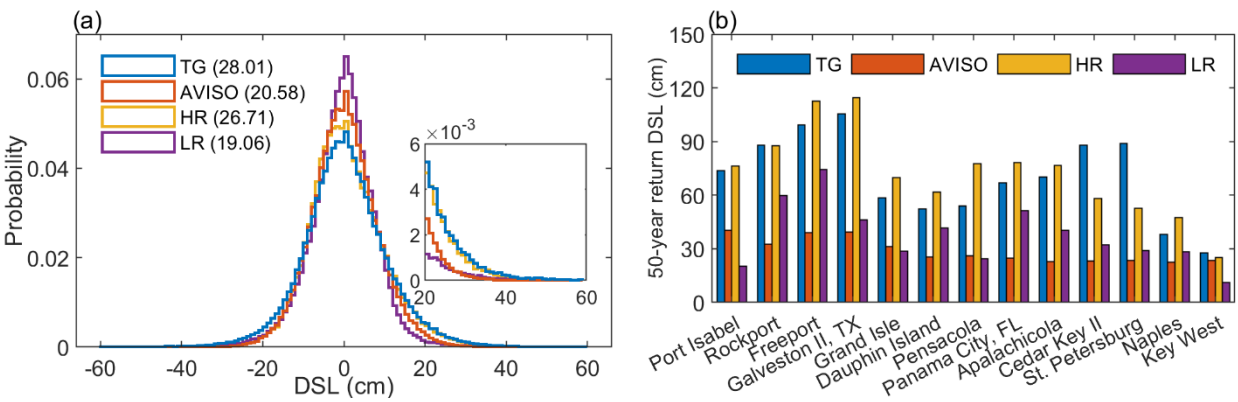 (a)
0.06
0.04
0.02
0
Probability
-60
-40
-20
0
20
40
60
DSL (cm)
TG (28.01)
AVISO (20.58)
HR (26.71)
LR (19.06)
×10⁻³
6
4
2
0
20
40
60
(b)
150
120
90
60
30
0
50-year return DSL (cm)
TG
AVISO
HR
LR
Port Isabel
Rockport
Freeport
Galveston II, TX
Grand Isle
Dauphin Island
Pensacola
Panama City, FL
Apalachicola
Cedar Key II
St. Petersburg
Naples
Key West